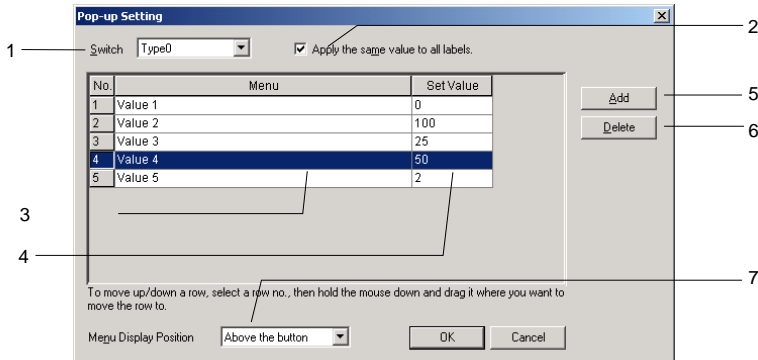 Pop-up Setting
2
1
Switch Type0 Apply the same value to all labels.
No. Menu Set Value
1 Value 1 0
2 Value 2 100
3 Value 3 25
4 Value 4 50
5 Value 5 2
Add
5
Delete
6
3
4
7
To move up/down a row, select a row no., then hold the mouse down and drag it where you want to
move the row to.
Menu Display Position Above the button OK Cancel